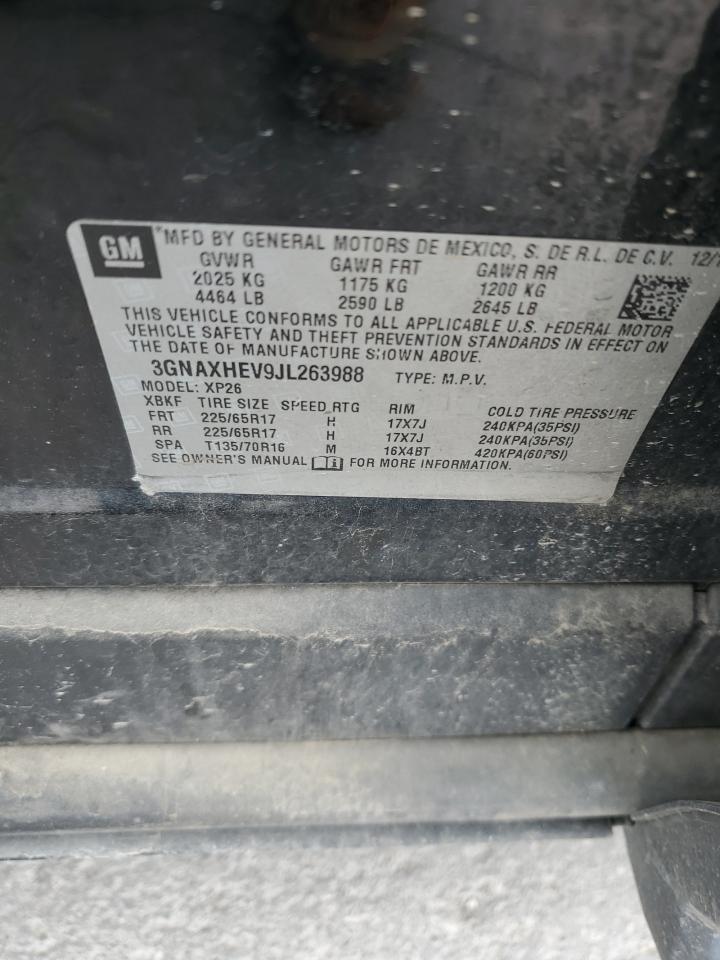 GM
*MFD BY GENERAL MOTORS DE MEXICO, S. DE R.L. DE C.V. 12/
GVWR GAWR FRT GAWR RR
2025 KG 1175 KG 1200 KG
4464 LB 2590 LB 2645 LB
THIS VEHICLE CONFORMS TO ALL APPLICABLE U.S. FEDERAL MOTOR
VEHICLE SAFETY AND THEFT PREVENTION STANDARDS IN EFFECT ON
THE DATE OF MANUFACTURE SHOWN ABOVE.
3GNAXHEV9JL263988 TYPE: M.P.V.
MODEL: XP26
XBKF TIRE SIZE SPEED RTG RIM COLD TIRE PRESSURE
FRT 225/65R17 H 17X7J 240KPA(35PSI)
RR 225/65R17 H 17X7J 240KPA(35PSI)
SPA T135/70R16 M 16X4BT 420KPA(60PSI)
SEE OWNER'S MANUAL FOR MORE INFORMATION.